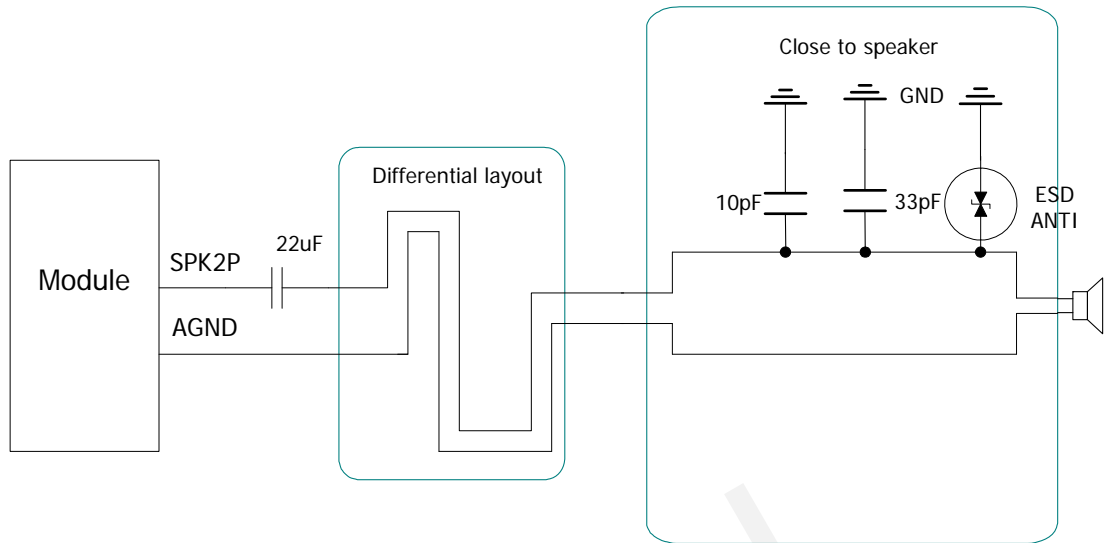 Close to speaker
GND
Differential layout
10pF
33pF
ESD
ANTI
22uF
SPK2P
Module
AGND